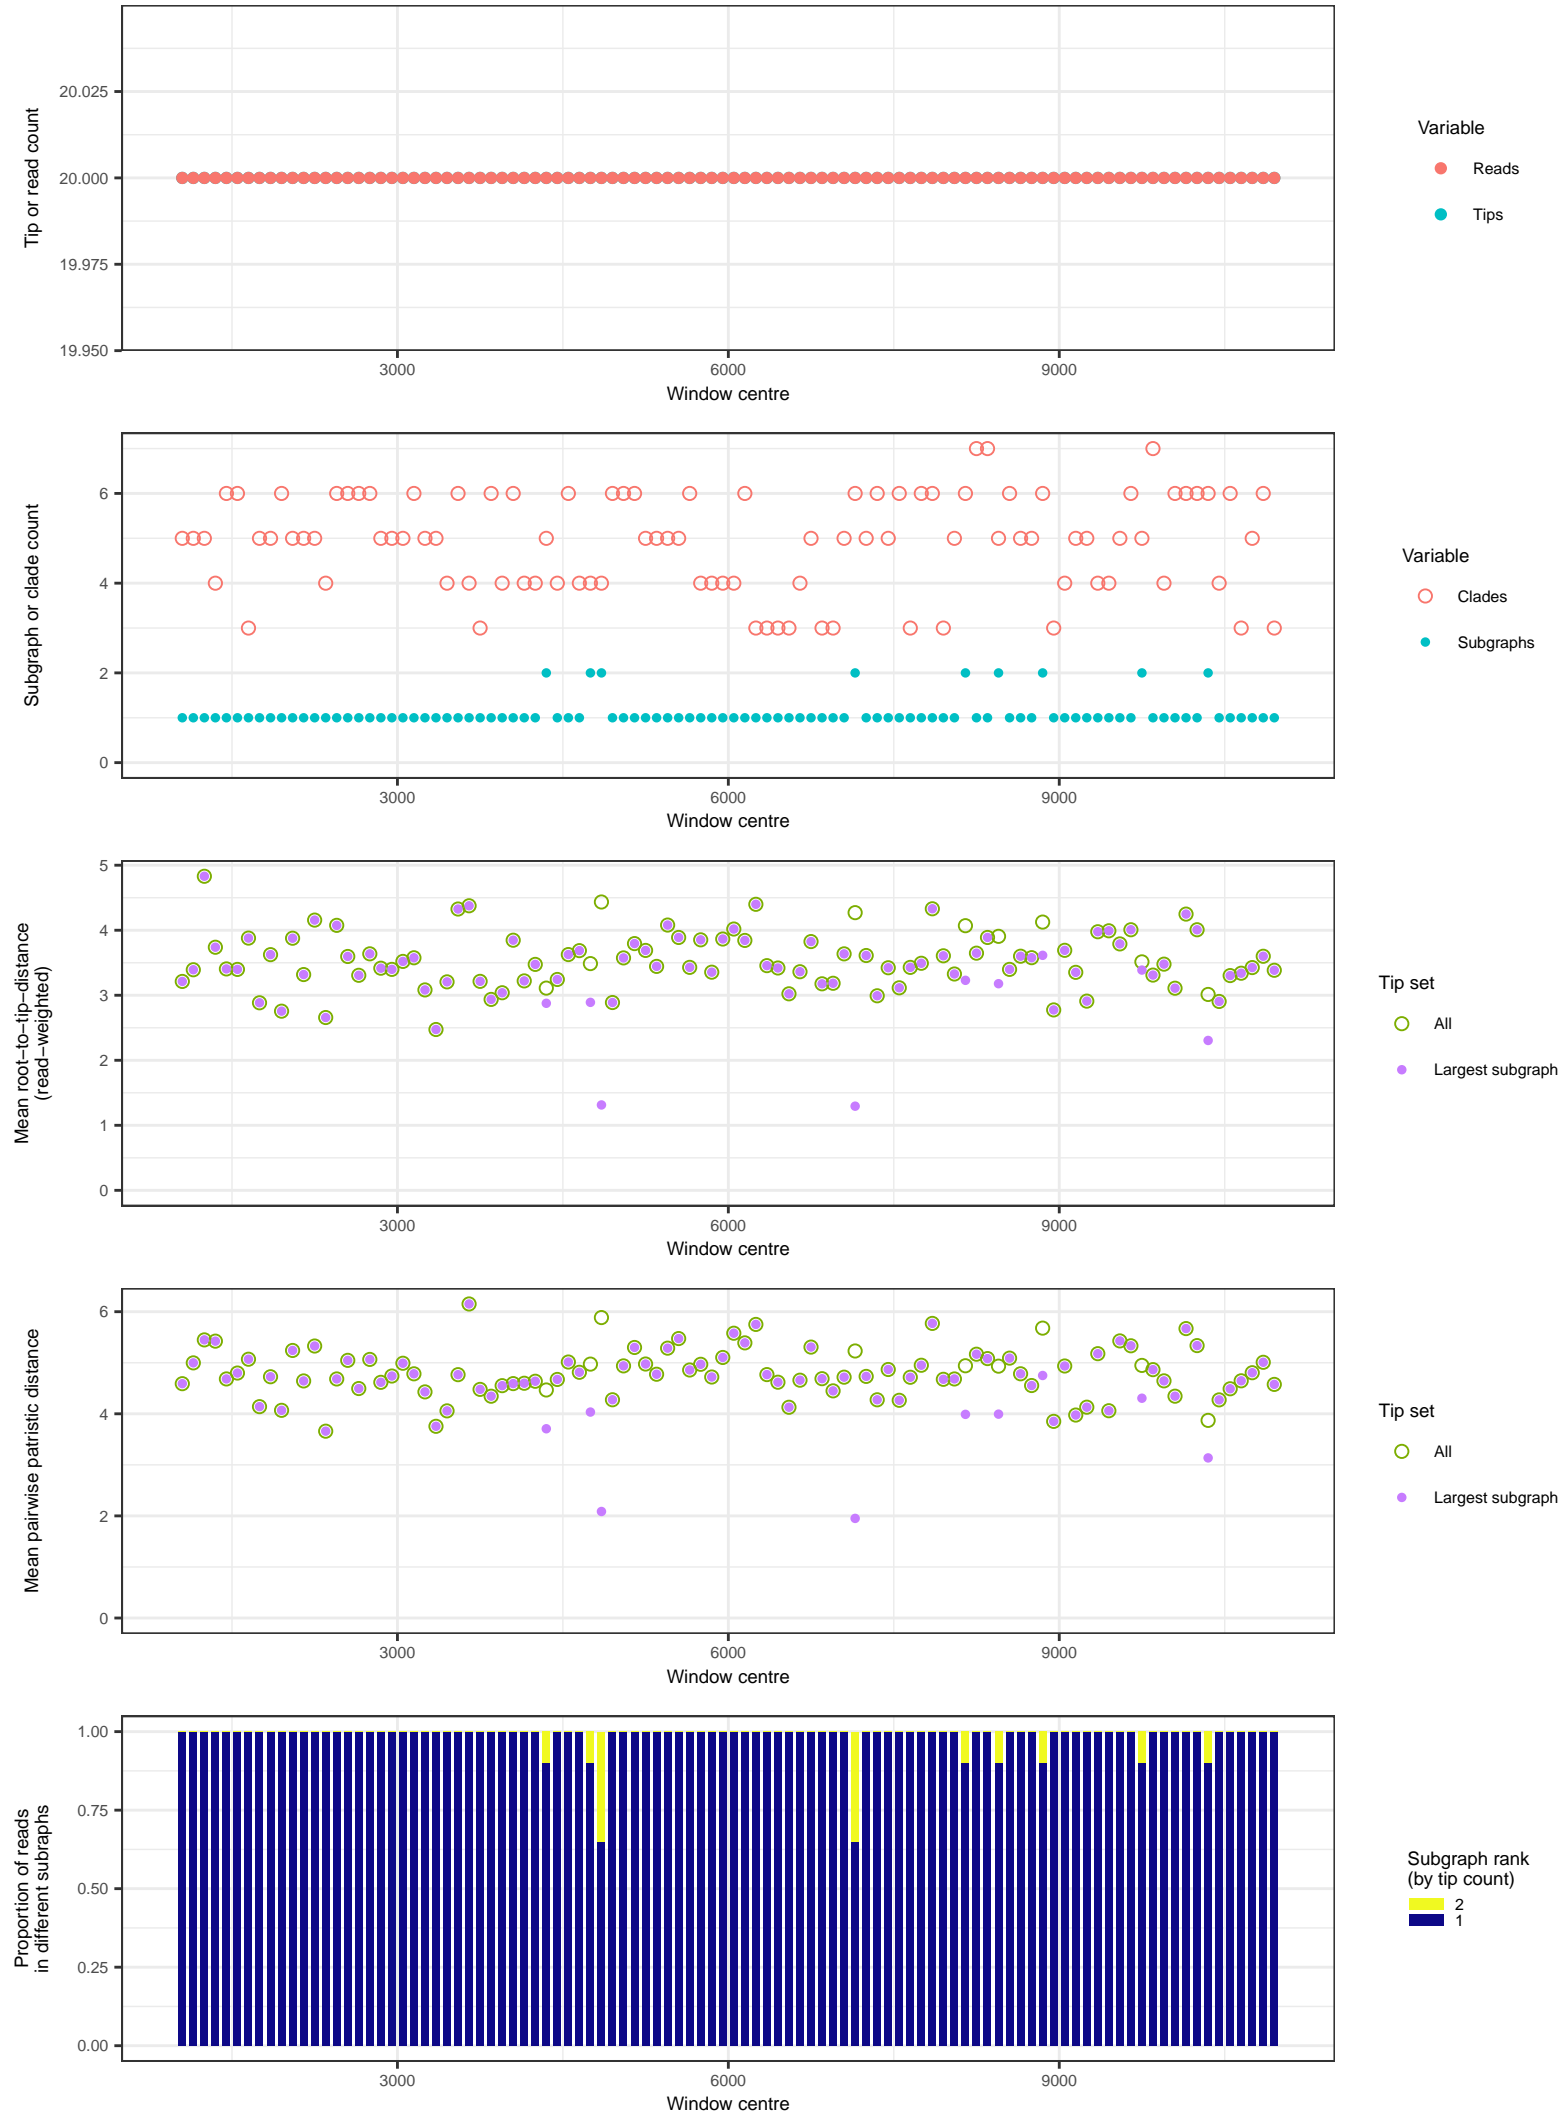 20.025
20.000
19.975
19.950
Tip or read count
3000
6000
9000
Window centre
Variable
Reads
Tips
6
4
2
0
Subgraph or clade count
3000
6000
9000
Window centre
Variable
Clades
Subgraphs
5
4
3
2
1
0
Mean root−to−tip−distance
(read−weighted)
3000
6000
9000
Window centre
Tip set
All
Largest subgraph
6
4
2
0
Mean pairwise patristic distance
3000
6000
9000
Window centre
Tip set
All
Largest subgraph
1.00
0.75
0.50
0.25
0.00
Proportion of reads
in different subraphs
3000
6000
9000
Window centre
Subgraph rank
(by tip count)
2
1